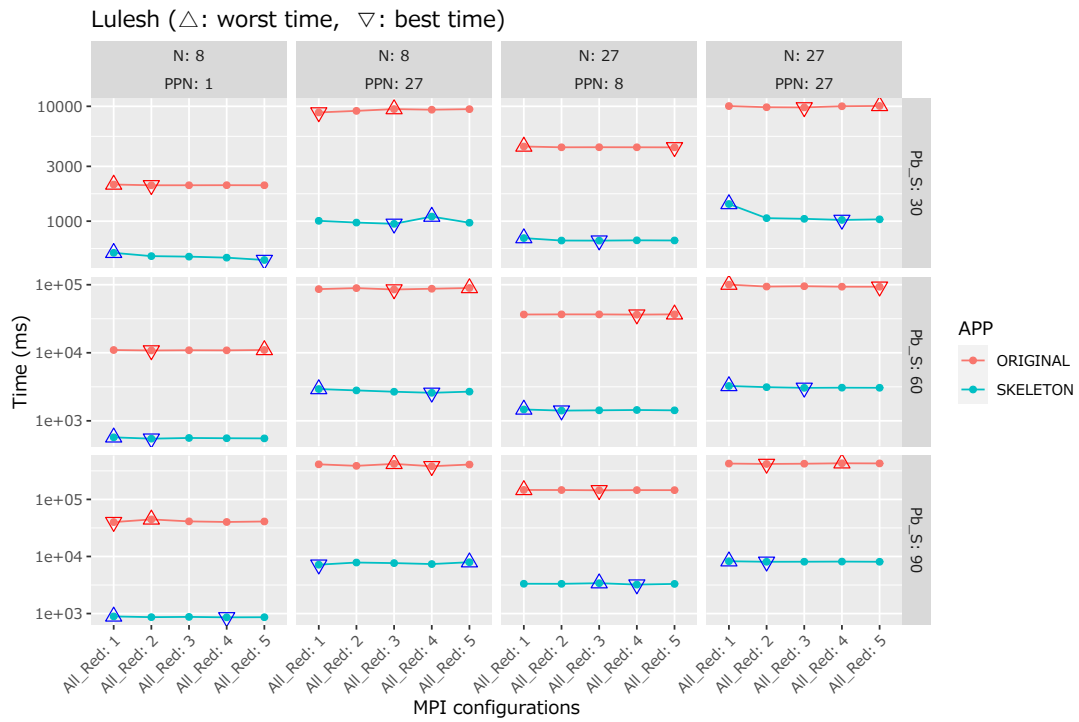 Lulesh (△: worst time, ▽: best time)
N: 8
N: 8
N: 27
N: 27
PPN: 1
PPN: 27
PPN: 8
PPN: 27
10000
3000
1000
Pb_S: 30
1e+05
1e+04
1e+03
Pb_S: 60
1e+05
1e+04
1e+03
Pb_S: 90
Time (ms)
All_Red: 1
All_Red: 2
All_Red: 3
All_Red: 4
All_Red: 5
All_Red: 1
All_Red: 2
All_Red: 3
All_Red: 4
All_Red: 5
All_Red: 1
All_Red: 2
All_Red: 3
All_Red: 4
All_Red: 5
All_Red: 1
All_Red: 2
All_Red: 3
All_Red: 4
All_Red: 5
MPI configurations
APP
ORIGINAL
SKELETON